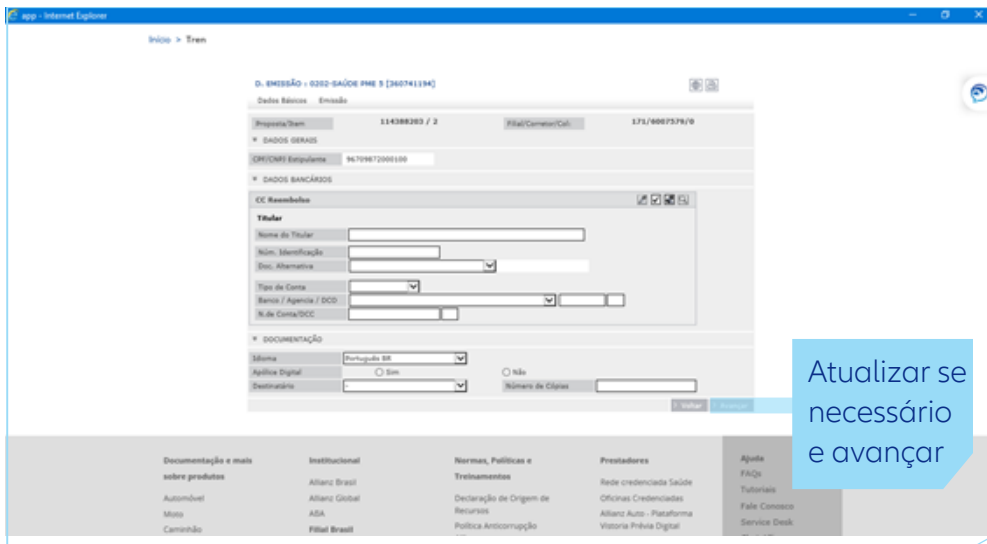 app - Internet Explorer
Início > Tren
D. EMISSÃO : 0202-SAÚDE PME 5 [360741194]
Dados Básicos Emissão
Proposta/Item 114388203 / 2 Filial/Corretor/Col: 171/6007579/0
DADOS GERAIS
CPF/CNPJ Estipulante 96709872000100
DADOS BANCÁRIOS
CC Reembolso
Titular
Nome do Titular
Núm. Identificação
Doc. Alternativa
Tipo de Conta
Banco / Agencia / DCO
N.de Conta/DCC
DOCUMENTAÇÃO
Idioma Português BR
Apólice Digital Sim Não
Destinatário - Número de Cópias
Voltar Avançar
Atualizar se
necessário
e avançar
Documentação e mais
sobre produtos
Automóvel
Moto
Caminhão
Institucional
Allianz Brasil
Allianz Global
ABA
Filial Brasil
Normas, Políticas e
Treinamentos
Declaração de Origem de
Recursos
Política Anticorrupção
Prestadores
Rede credenciada Saúde
Oficinas Credenciadas
Allianz Auto - Plataforma
Vistoria Prévia Digital
Ajuda
FAQs
Tutoriais
Fale Conosco
Service Desk